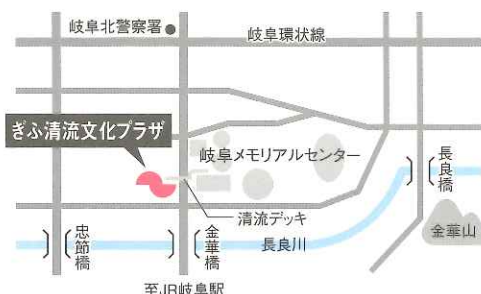 岐阜北警察署
岐阜環状線
ぎふ清流文化プラザ
岐阜メモリアルセンター
長良橋
清流デッキ
金華山
忠節橋
金華橋
長良川
至JR岐阜駅